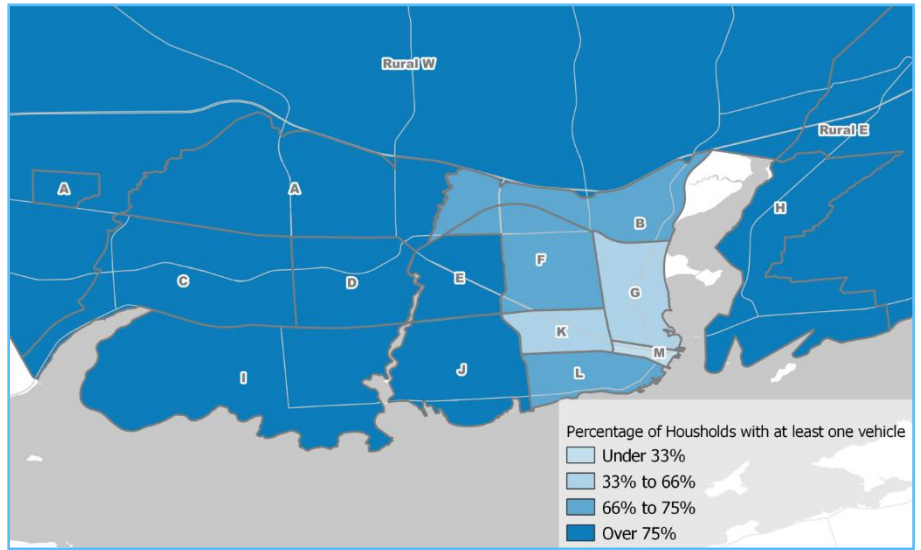 Rural W
Rural E
A
A
H
B
F
C
D
E
G
K
M
I
J
L
Percentage of Housholds with at least one vehicle
Under 33%
33% to 66%
66% to 75%
Over 75%